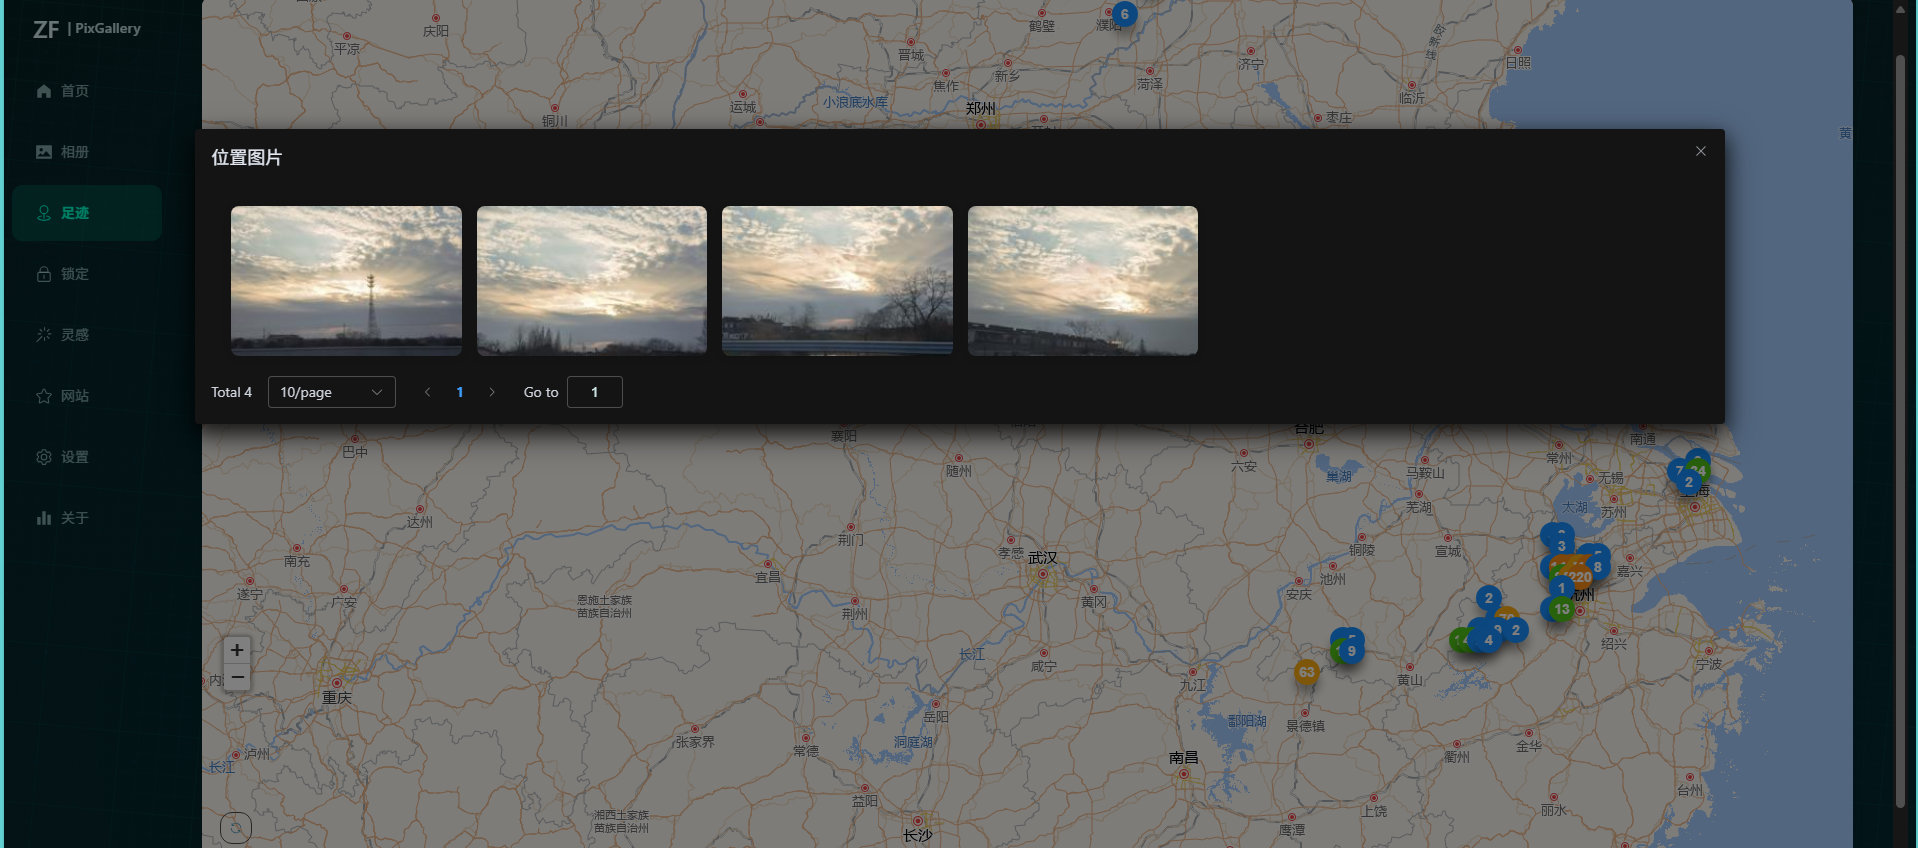 ZF | PixGallery
首页
相册
足迹
锁定
灵感
网站
设置
关于
位置图片
Total 4
10/page
1
Go to
1
平凉
庆阳
铜川
运城
小浪底水库
晋城
焦作
新乡
鹤壁
濮阳
6
郑州
菏泽
济宁
枣庄
临沂
日照
黄
巴中
达州
南充
遂宁
广安
重庆
泸州
长江
襄阳
随州
荆门
孝感
武汉
宜昌
恩施土家族
苗族自治州
荆州
黄冈
长江
咸宁
岳阳
洞庭湖
张家界
常德
益阳
湘西土家族
苗族自治州
长沙
九江
鄱阳湖
南昌
景德镇
鹰潭
上饶
合肥
六安
巢湖
马鞍山
芜湖
铜陵
池州
安庆
宣城
黄山
常州
无锡
太湖
苏州
南通
嘉兴
绍兴
宁波
金华
衢州
丽水
台州
7
2
3
8
220
1
13
2
2
4
9
63
+
−